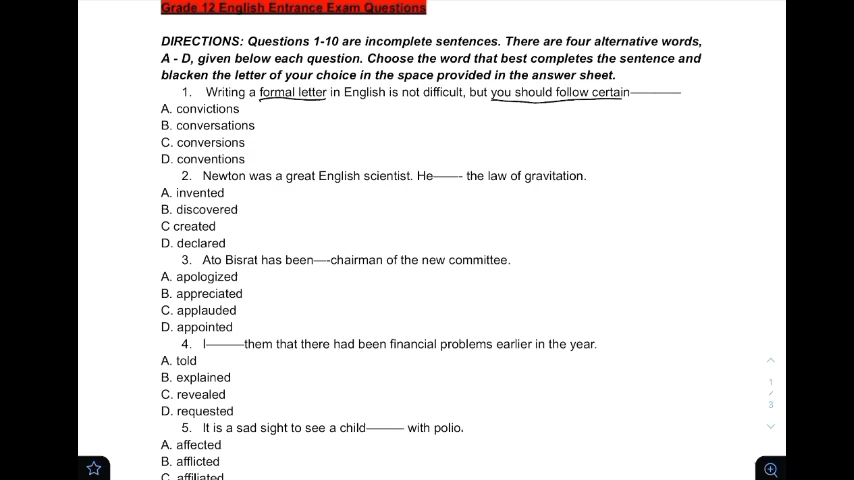 Grade 12 English Entrance Exam Questions
DIRECTIONS: Questions 1-10 are incomplete sentences. There are four alternative words,
A - D, given below each question. Choose the word that best completes the sentence and
blacken the letter of your choice in the space provided in the answer sheet.
1. Writing a formal letter in English is not difficult, but you should follow certain————
A. convictions
B. conversations
C. conversions
D. conventions
2. Newton was a great English scientist. He——- the law of gravitation.
A. invented
B. discovered
C created
D. declared
3. Ato Bisrat has been—-chairman of the new committee.
A. apologized
B. appreciated
C. applauded
D. appointed
4. I———them that there had been financial problems earlier in the year.
A. told
B. explained
C. revealed
D. requested
5. It is a sad sight to see a child——— with polio.
A. affected
B. afflicted
C. affiliated
1
/
3